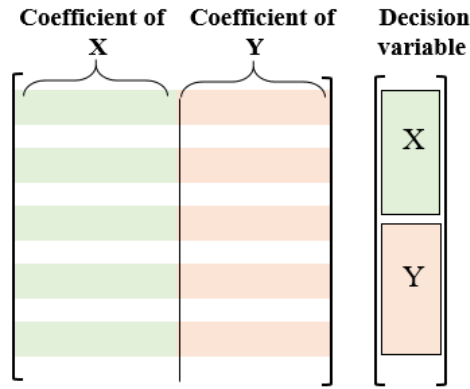 Coefficient of X
Coefficient of Y
Decision variable
X
Y